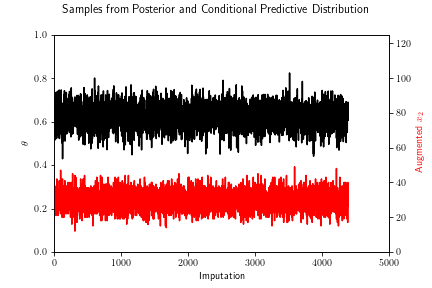 Samples from Posterior and Conditional Predictive Distribution
1.0
0.8
0.6
0.4
0.2
0.0
θ
120
100
80
60
40
20
0
Augmented x₂
0 1000 2000 3000 4000 5000
Imputation